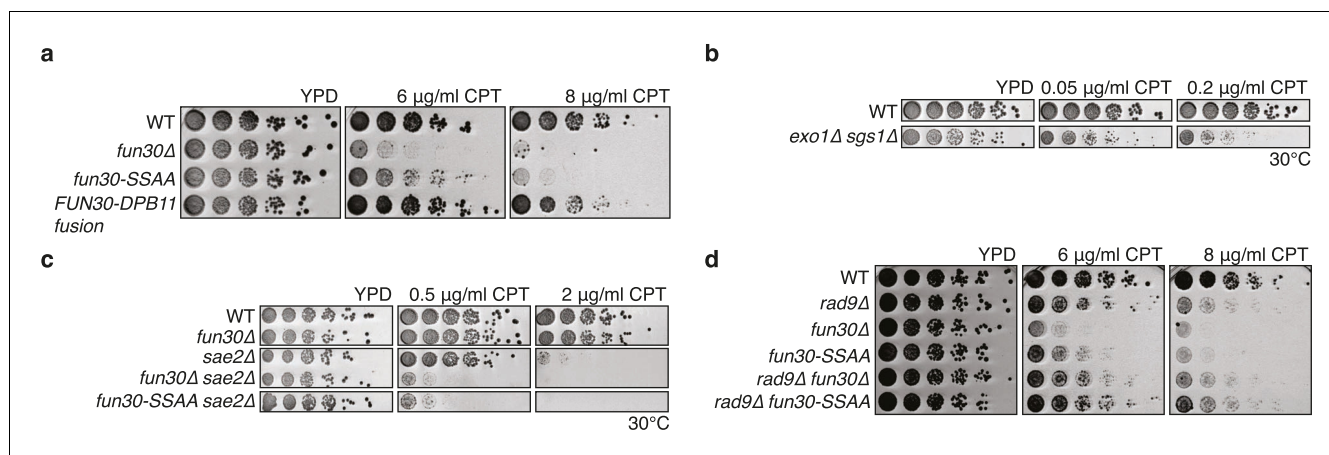 a
YPD 6 µg/ml CPT 8 µg/ml CPT
WT
fun30Δ
fun30-SSAA
FUN30-DPB11
fusion
b
YPD 0.05 µg/ml CPT 0.2 µg/ml CPT
WT
exo1Δ sgs1Δ
30°C
c
YPD 0.5 µg/ml CPT 2 µg/ml CPT
WT
fun30Δ
sae2Δ
fun30Δ sae2Δ
fun30-SSAA sae2Δ
30°C
d
YPD 6 µg/ml CPT 8 µg/ml CPT
WT
rad9Δ
fun30Δ
fun30-SSAA
rad9Δ fun30Δ
rad9Δ fun30-SSAA